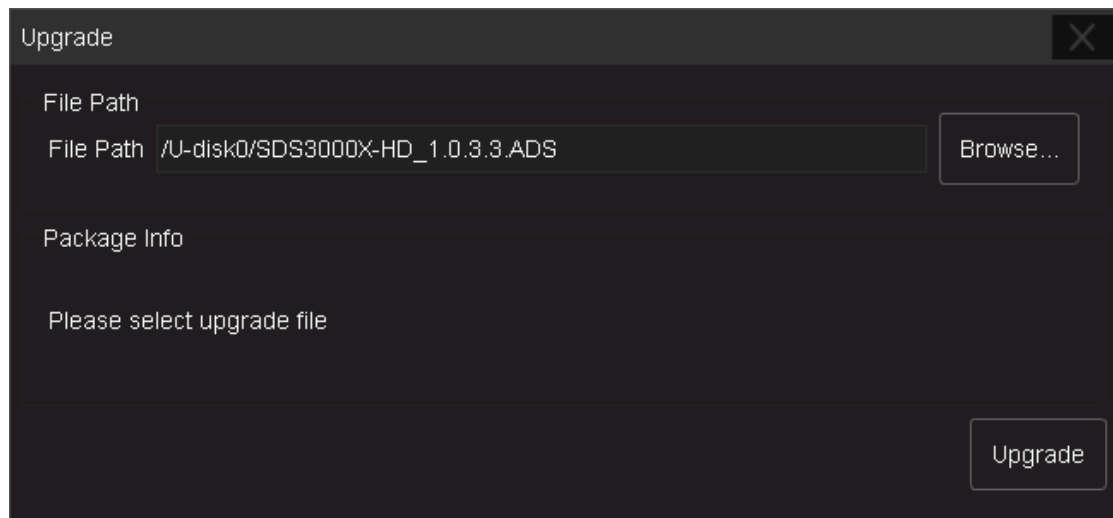 Upgrade
File Path
File Path /U-disk0/SDS3000X-HD_1.0.3.3.ADS Browse...
Package Info
Please select upgrade file
Upgrade